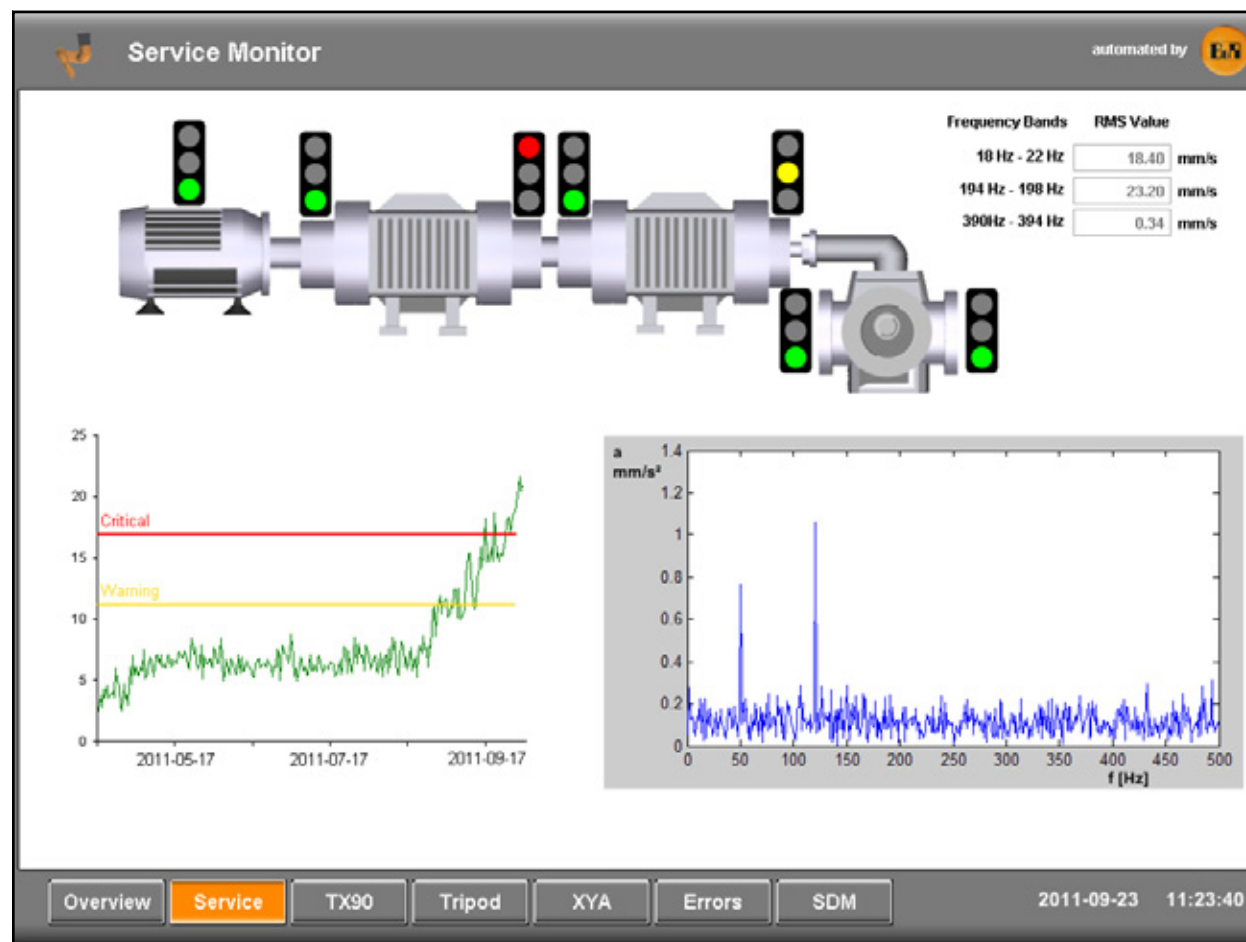 Service Monitor
automated by
B&R
Frequency Bands RMS Value
18 Hz - 22 Hz 18.40 mm/s
194 Hz - 198 Hz 23.20 mm/s
390Hz - 394 Hz 0.34 mm/s
25
20
Critical
15
Warning
10
5
0
2011-05-17 2011-07-17 2011-09-17
a
mm/s²
1.4
1.2
1
0.8
0.6
0.4
0.2
0
0 50 100 150 200 250 300 350 400 450 500
f [Hz]
Overview Service TX90 Tripod XYA Errors SDM 2011-09-23 11:23:40